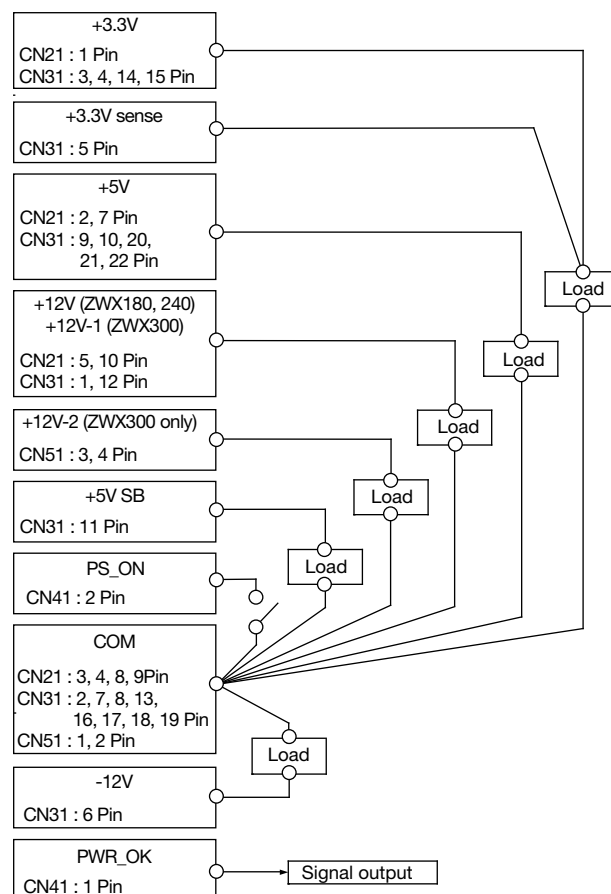 +3.3V
CN21 : 1 Pin
CN31 : 3, 4, 14, 15 Pin
+3.3V sense
CN31 : 5 Pin
+5V
CN21 : 2, 7 Pin
CN31 : 9, 10, 20,
21, 22 Pin
Load
+12V (ZWX180, 240)
+12V-1 (ZWX300)
CN21 : 5, 10 Pin
CN31 : 1, 12 Pin
Load
+12V-2 (ZWX300 only)
CN51 : 3, 4 Pin
Load
+5V SB
CN31 : 11 Pin
Load
Load
PS_ON
CN41 : 2 Pin
COM
CN21 : 3, 4, 8, 9Pin
CN31 : 2, 7, 8, 13,
16, 17, 18, 19 Pin
CN51 : 1, 2 Pin
Load
-12V
CN31 : 6 Pin
PWR_OK
CN41 : 1 Pin
Signal output